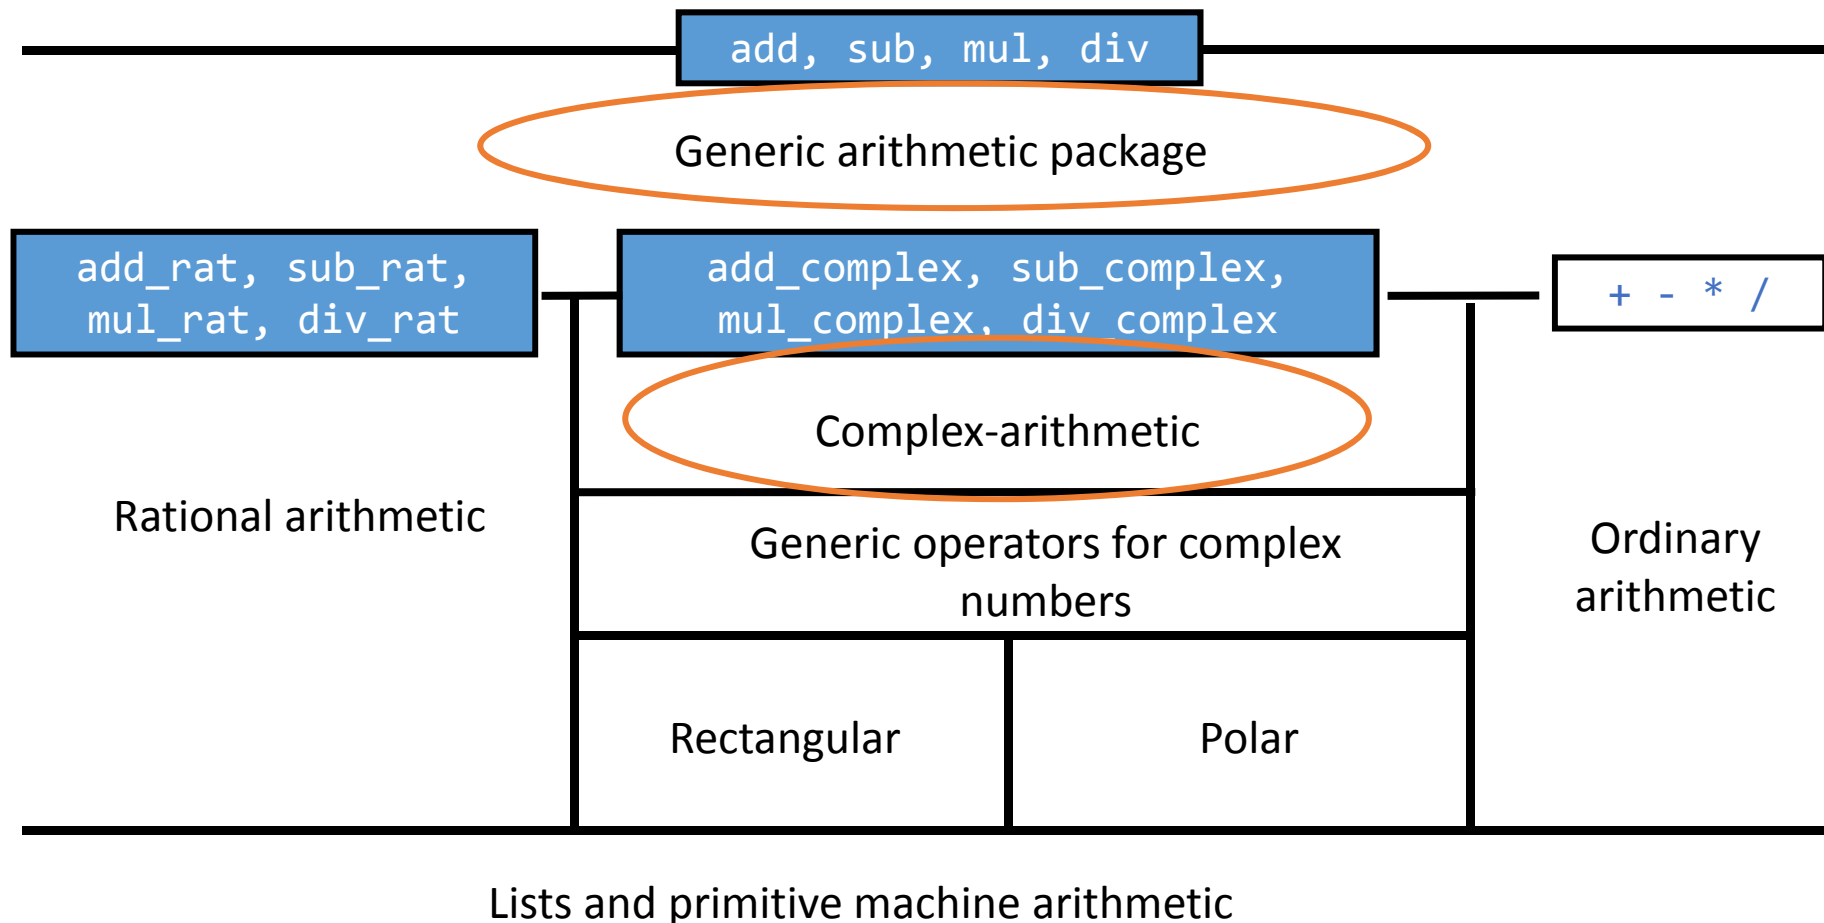 add, sub, mul, div
Generic arithmetic package
add_rat, sub_rat,
mul_rat, div_rat
add_complex, sub_complex,
mul_complex, div_complex
+ - * /
Complex-arithmetic
Rational arithmetic
Generic operators for complex
numbers
Ordinary
arithmetic
Rectangular
Polar
Lists and primitive machine arithmetic